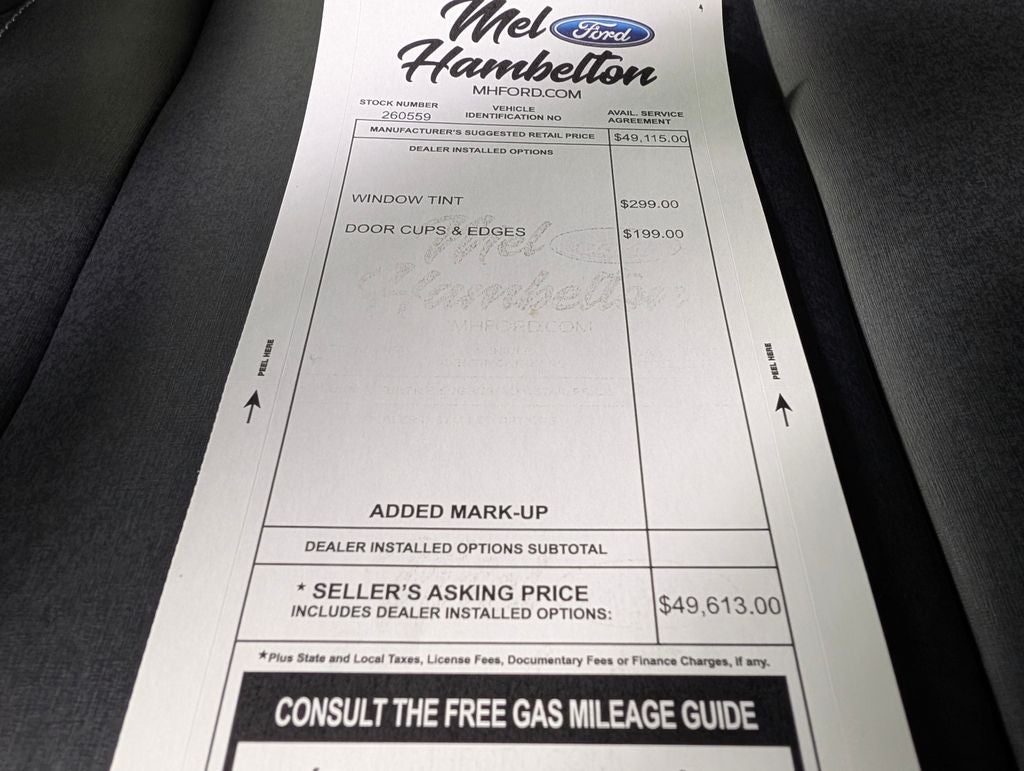 Mel Ford
Hambelton
MHFORD.COM
STOCK NUMBER
260559
VEHICLE
IDENTIFICATION NO
AVAIL. SERVICE
AGREEMENT
MANUFACTURER'S SUGGESTED RETAIL PRICE $49,115.00
DEALER INSTALLED OPTIONS
WINDOW TINT $299.00
DOOR CUPS & EDGES $199.00
Mel
Hambelton
MHFORD.COM
PEEL HERE
PEEL HERE
ADDED MARK-UP
DEALER INSTALLED OPTIONS SUBTOTAL
* SELLER'S ASKING PRICE
INCLUDES DEALER INSTALLED OPTIONS: $49,613.00
*Plus State and Local Taxes, License Fees, Documentary Fees or Finance Charges, if any.
CONSULT THE FREE GAS MILEAGE GUIDE